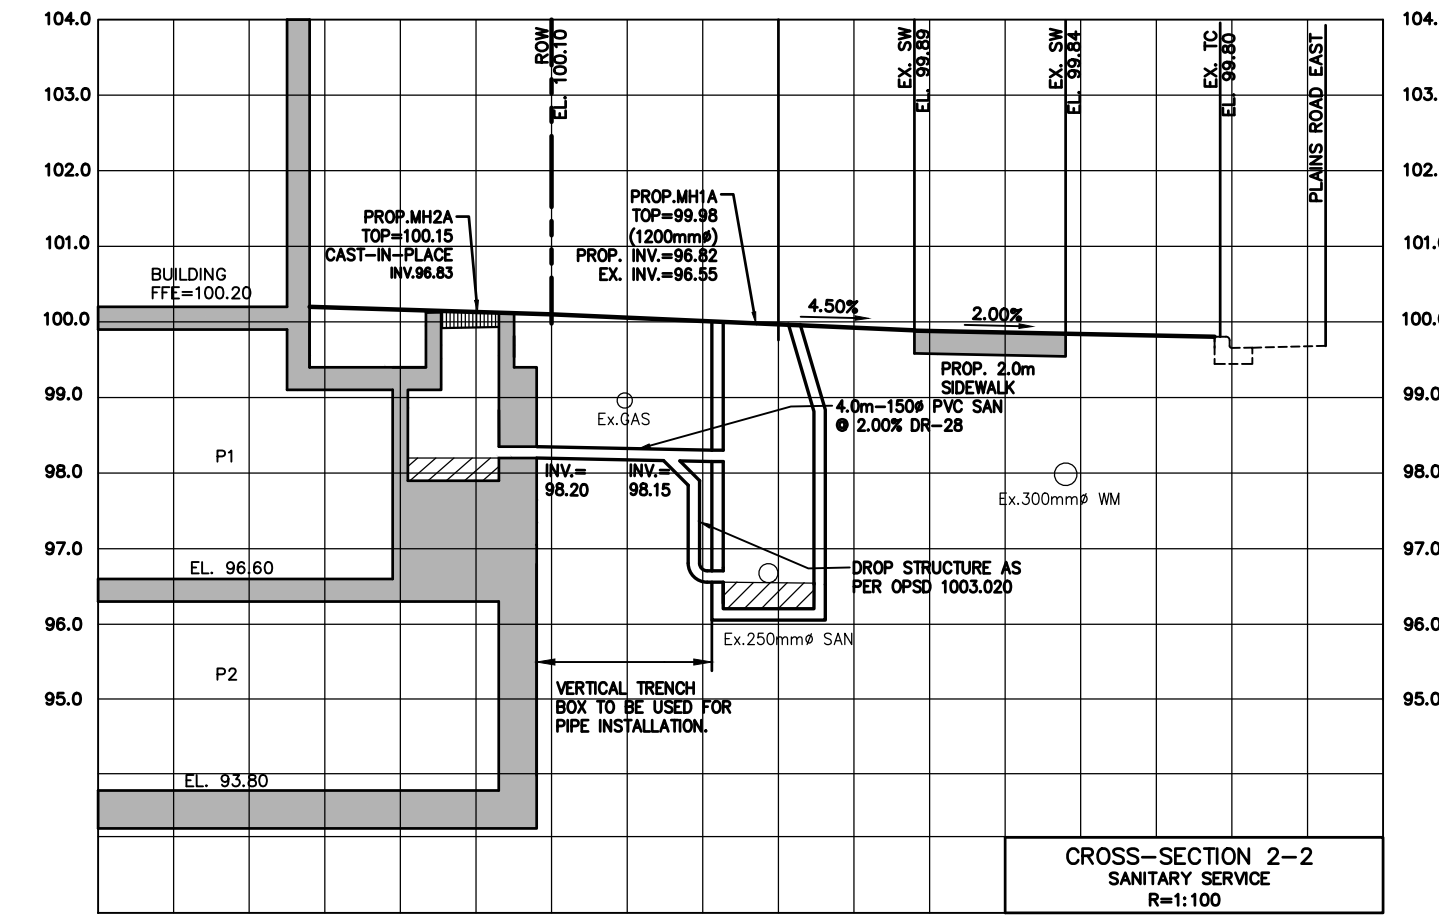 104.0
103.0
102.0
101.0
100.0
99.0
98.0
97.0
96.0
95.0
BUILDING
FFE=100.20
PROP.MH2A
TOP=100.15
CAST-IN-PLACE
INV.96.83
ROW
EL. 100.10
PROP.MH1A
TOP=99.98
(1200mmø)
PROP. INV.=96.82
EX. INV.=96.55
EX. SW
EL. 99.89
EX. SW
EL. 99.84
EX. TC
EL. 99.80
PLAINS ROAD EAST
4.50%
2.00%
PROP. 2.0m
SIDEWALK
Ex.GAS
4.0m-150ø PVC SAN
@ 2.00% DR-28
P1
INV.=
98.20
INV.=
98.15
Ex.300mmø WM
EL. 96.60
DROP STRUCTURE AS
PER OPSD 1003.020
Ex.250mmø SAN
P2
VERTICAL TRENCH
BOX TO BE USED FOR
PIPE INSTALLATION.
EL. 93.80
104.
103.
102.
101.0
100.0
99.0
98.0
97.0
96.0
95.0
CROSS-SECTION 2-2
SANITARY SERVICE
R=1:100